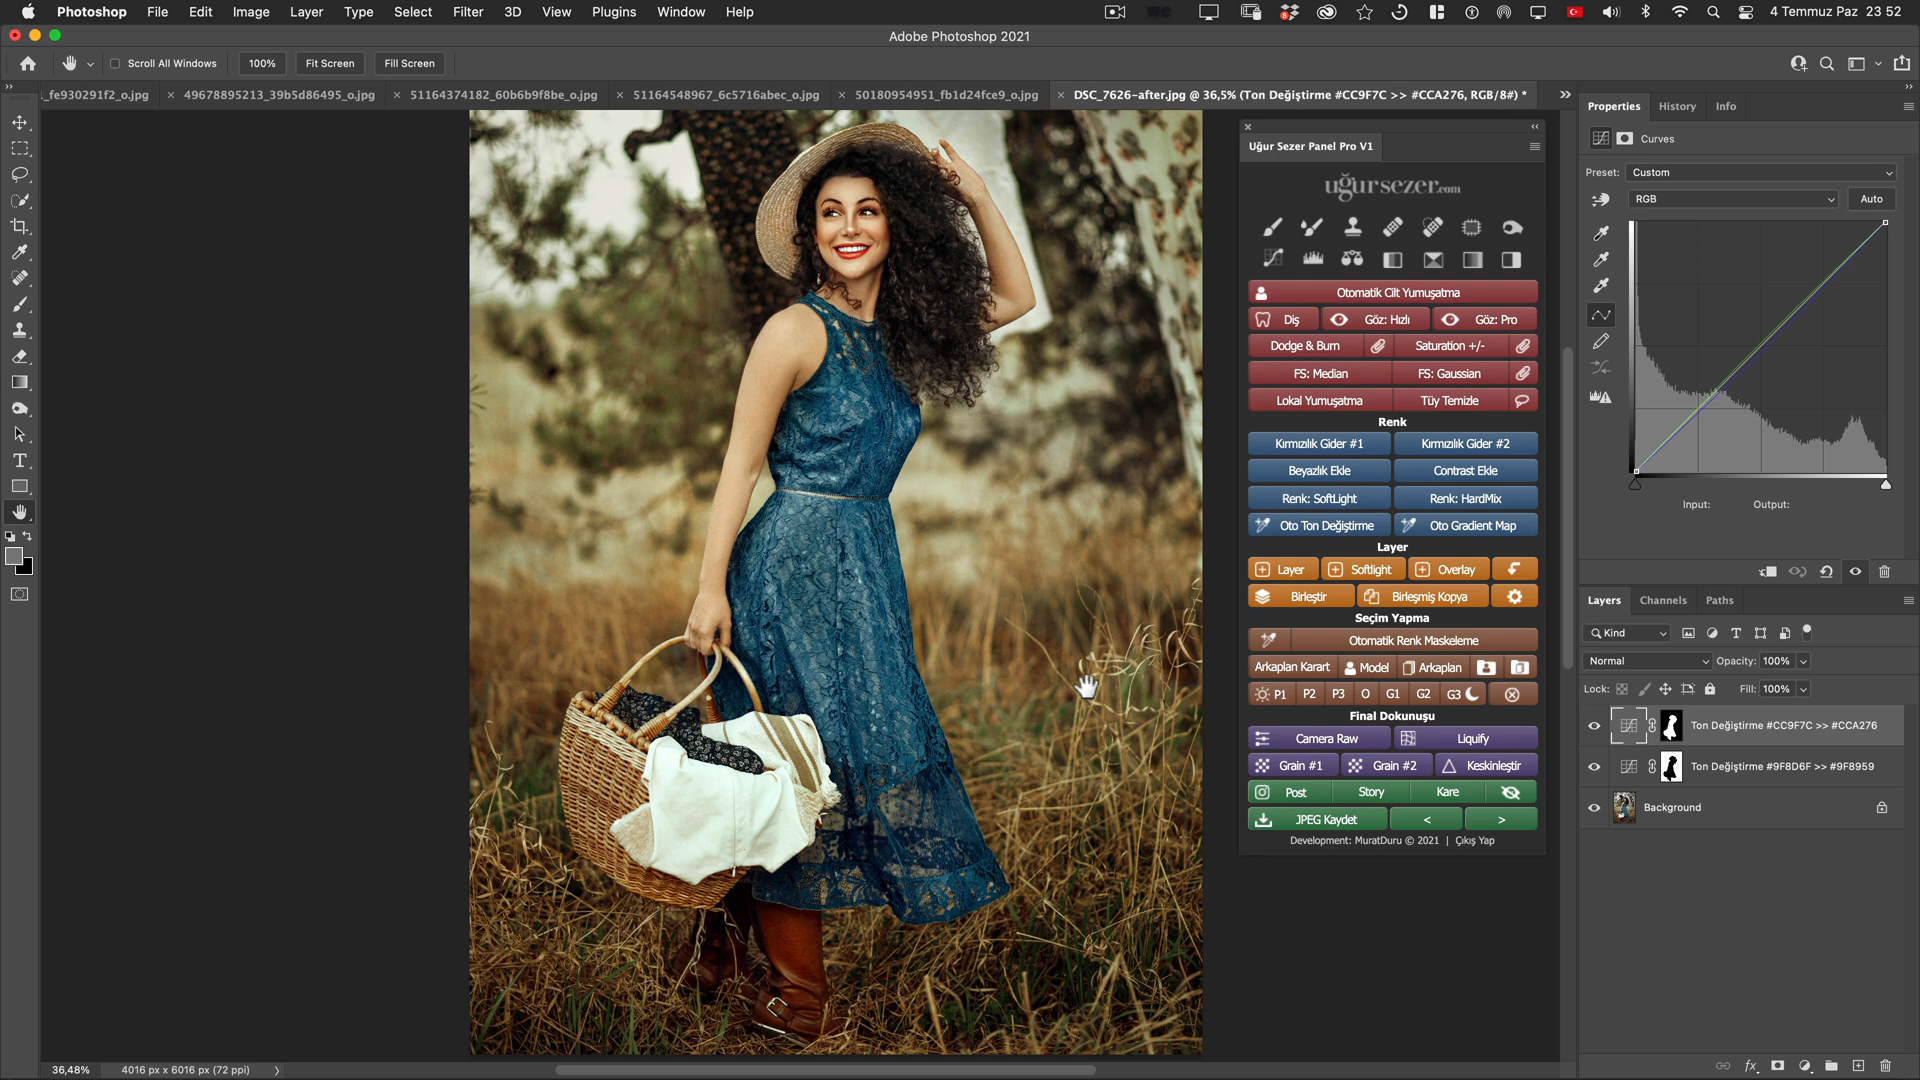 Photoshop File Edit Image Layer Type Select Filter 3D View Plugins Window Help 4 Temmuz Paz 23 52
Adobe Photoshop 2021
Scroll All Windows 100% Fit Screen Fill Screen
_fe930291f2_o.jpg 49678895213_39b5d86495_o.jpg 51164374182_60b6b9f8be_o.jpg 51164548967_6c5716abec_o.jpg 50180954951_fb1d24fce9_o.jpg DSC_7626-after.jpg @ 36,5% (Ton Değiştirme #CC9F7C >> #CCA276, RGB/8#) *
Uğur Sezer Panel Pro V1
uğursezer.com
Otomatik Cilt Yumuşatma
Diş Göz: Hızlı Göz: Pro
Dodge & Burn Saturation +/-
FS: Median FS: Gaussian
Lokal Yumuşatma Tüy Temizle
Renk
Kırmızılık Gider #1 Kırmızılık Gider #2
Beyazlık Ekle Contrast Ekle
Renk: SoftLight Renk: HardMix
Oto Ton Değiştirme Oto Gradient Map
Layer
Layer Softlight Overlay
Birleştir Birleşmiş Kopya
Seçim Yapma
Otomatik Renk Maskeleme
Arkaplan Karart Model Arkaplan
P1 P2 P3 O G1 G2 G3
Final Dokunuşu
Camera Raw Liquify
Grain #1 Grain #2 Keskinleştir
Post Story Kare
JPEG Kaydet < >
Development: MuratDuru © 2021 | Çıkış Yap
Properties History Info
Curves
Preset: Custom
RGB Auto
Input: Output:
Layers Channels Paths
Kind
Normal Opacity: 100%
Lock: Fill: 100%
Ton Değiştirme #CC9F7C >> #CCA276
Ton Değiştirme #9F8D6F >> #9F8959
Background
fx
36,48% 4016 px x 6016 px (72 ppi)